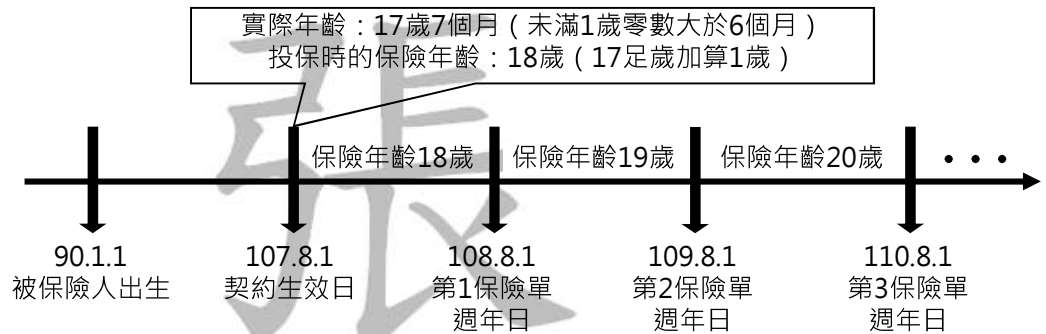 實際年齡：17歲7個月（未滿1歲零數大於6個月）
投保時的保險年齡：18歲（17足歲加算1歲）
保險年齡18歲 保險年齡19歲 保險年齡20歲 • • •
90.1.1 107.8.1 108.8.1 109.8.1 110.8.1
被保險人出生 契約生效日 第1保險單 第2保險單 第3保險單
週年日 週年日 週年日
張